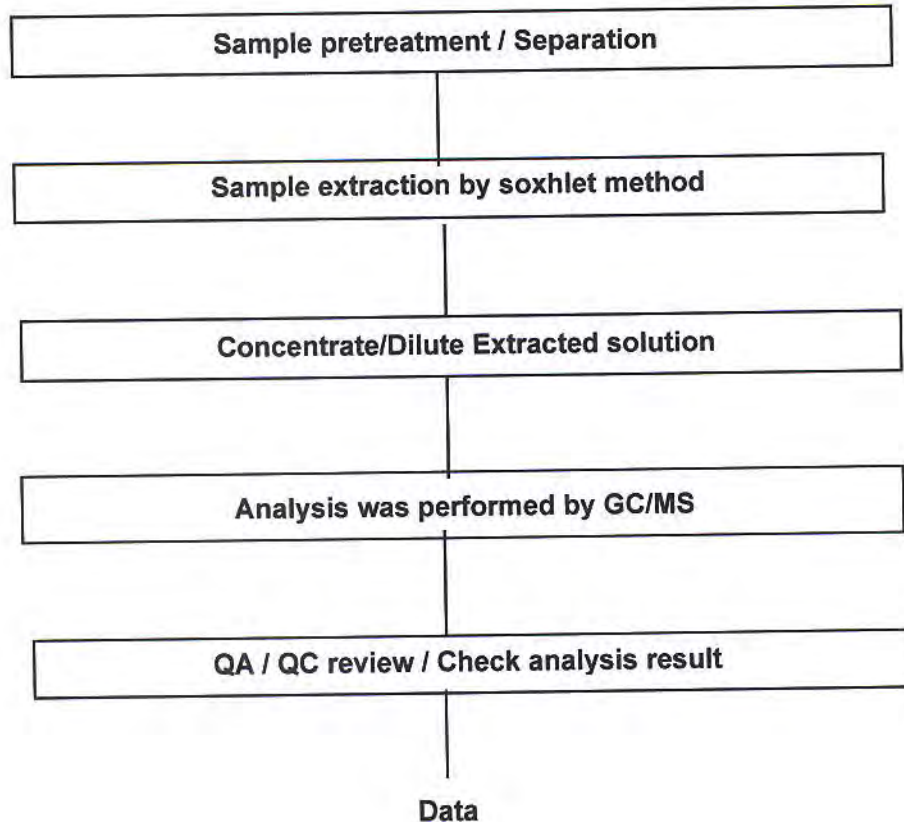 Sample pretreatment / Separation
Sample extraction by soxhlet method
Concentrate/Dilute Extracted solution
Analysis was performed by GC/MS
QA / QC review / Check analysis result
Data